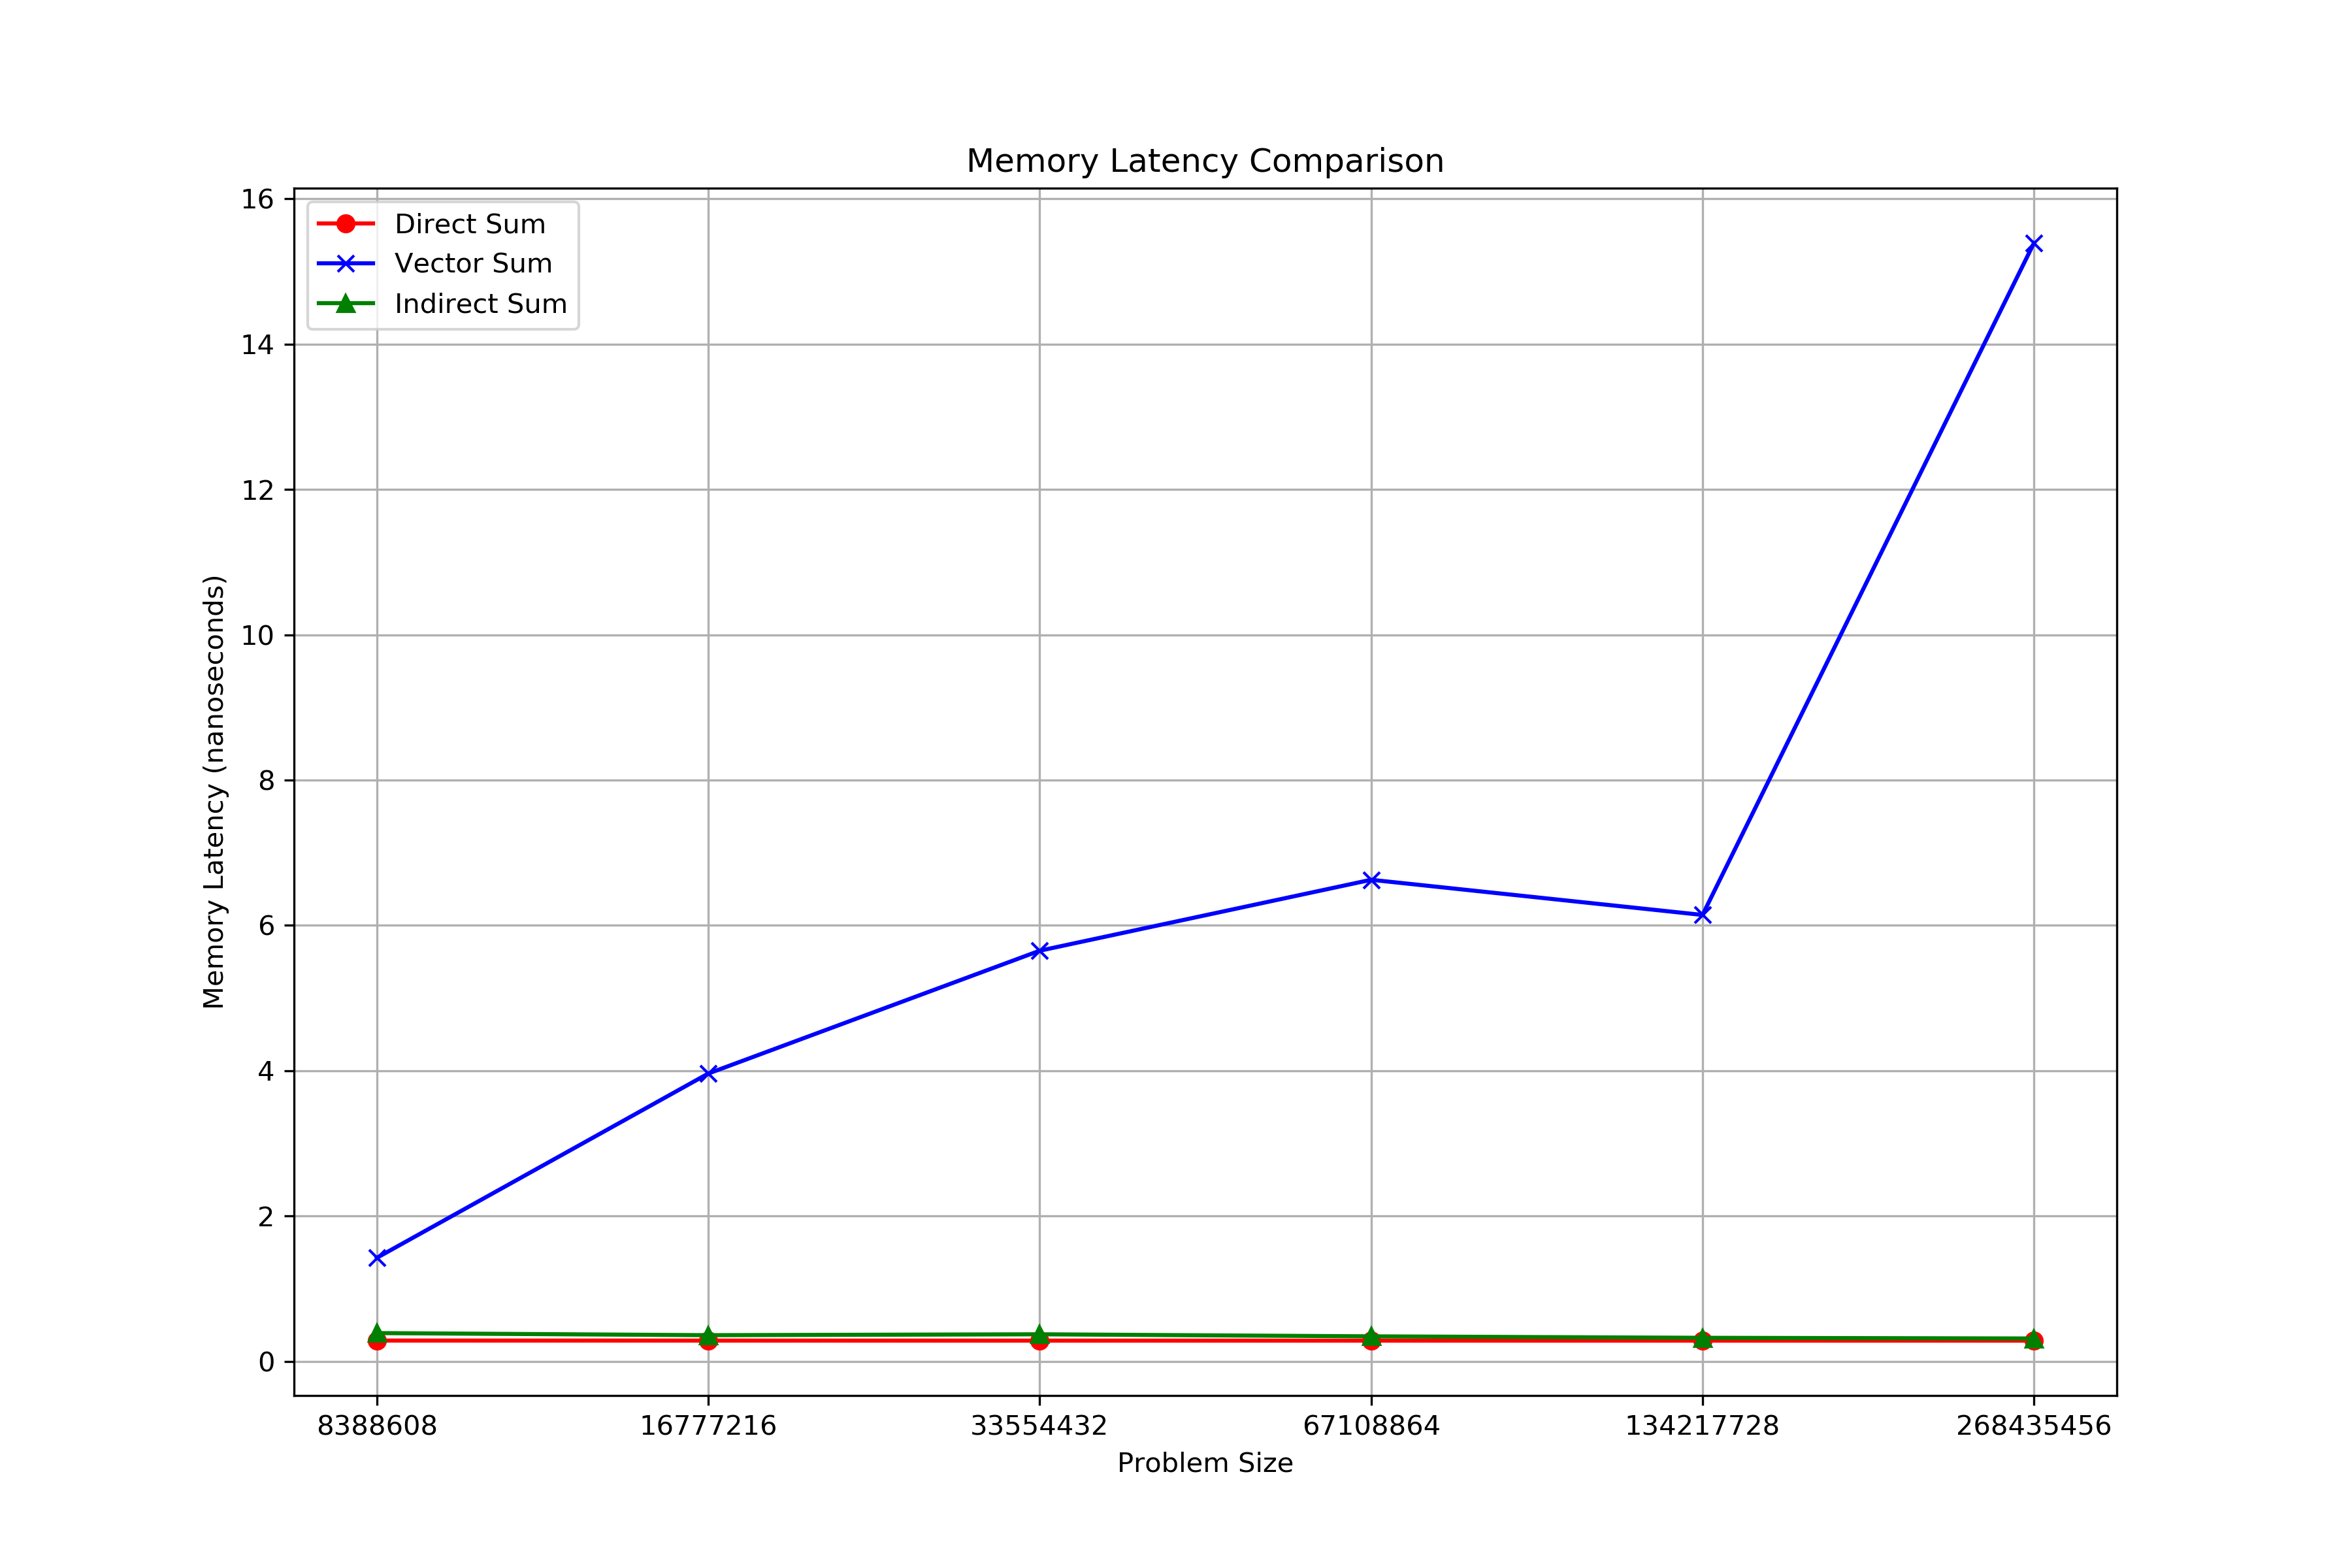 Memory Latency Comparison
16
14
12
10
8
6
4
2
0
Memory Latency (nanoseconds)
Direct Sum
Vector Sum
Indirect Sum
8388608 16777216 33554432 67108864 134217728 268435456
Problem Size